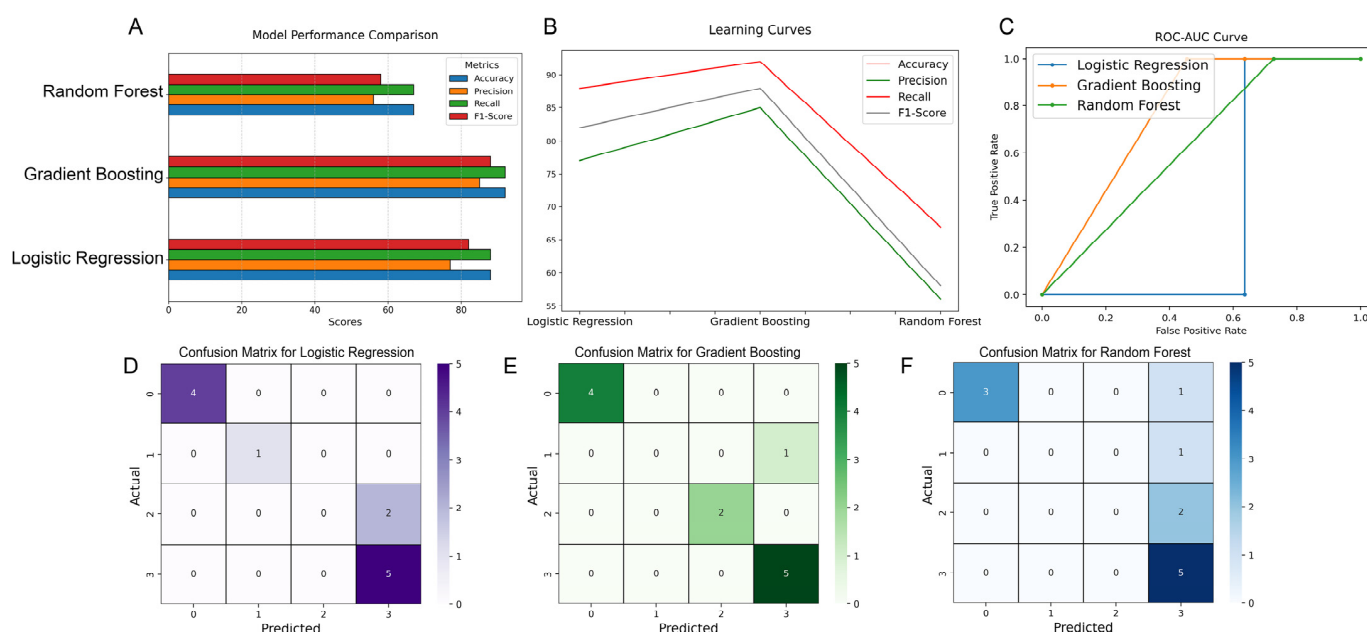 A
Model Performance Comparison
Random Forest
Gradient Boosting
Logistic Regression
Metrics
Accuracy
Precision
Recall
F1-Score
0 20 40 60 80
Scores
B
Learning Curves
90
85
80
75
70
65
60
55
Accuracy
Precision
Recall
F1-Score
Logistic Regression Gradient Boosting Random Forest
C
ROC-AUC Curve
True Positive Rate
1.0
0.8
0.6
0.4
0.2
0.0
Logistic Regression
Gradient Boosting
Random Forest
0.0 0.2 0.4 0.6 0.8 1.0
False Positive Rate
D
Confusion Matrix for Logistic Regression
Actual
0 4 0 0 0
1 0 1 0 0
2 0 0 0 2
3 0 0 0 5
0 1 2 3
Predicted
5
4
3
2
1
0
E
Confusion Matrix for Gradient Boosting
Actual
0 4 0 0 0
1 0 0 0 1
2 0 0 2 0
3 0 0 0 5
0 1 2 3
Predicted
5
4
3
2
1
0
F
Confusion Matrix for Random Forest
Actual
0 3 0 0 1
1 0 0 0 1
2 0 0 0 2
3 0 0 0 5
0 1 2 3
Predicted
5
4
3
2
1
0